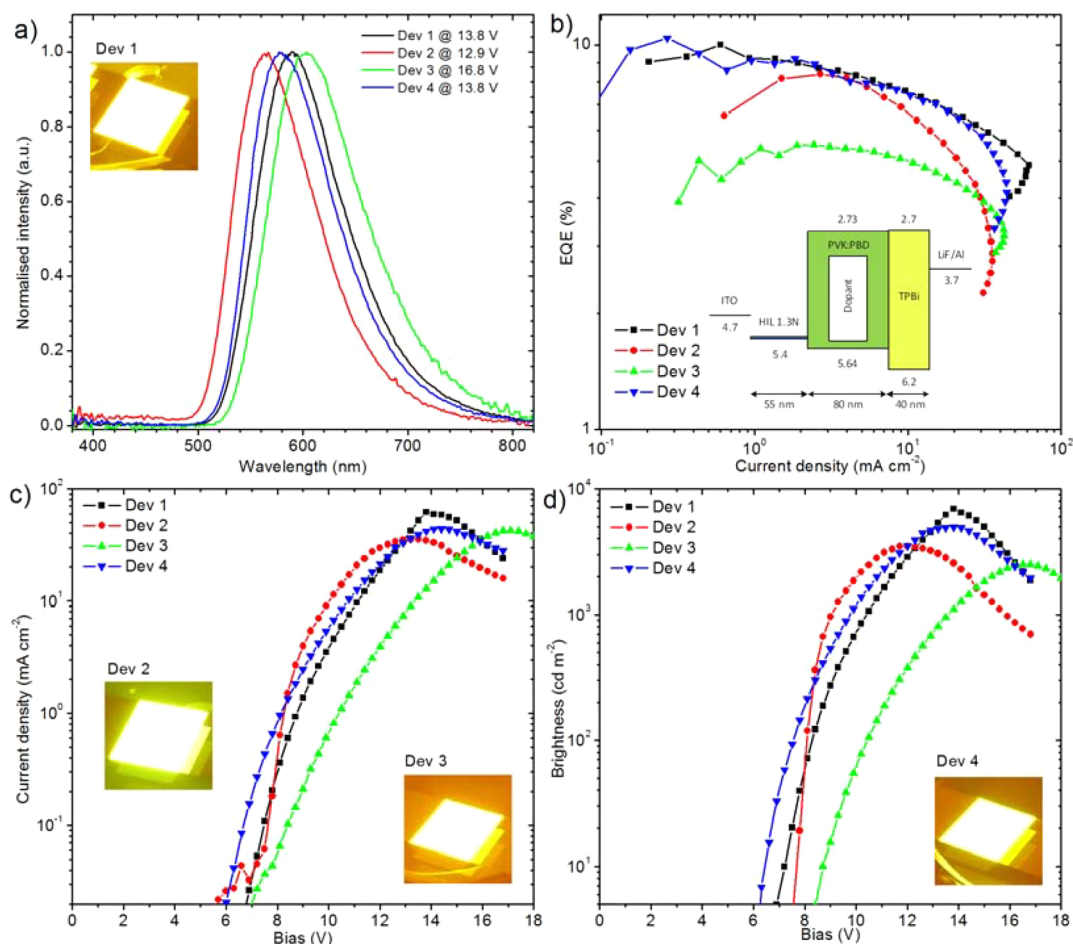 a)
Dev 1
Dev 1 @ 13.8 V
Dev 2 @ 12.9 V
Dev 3 @ 16.8 V
Dev 4 @ 13.8 V
Normalised intensity (a.u.)
1.0
0.8
0.6
0.4
0.2
0.0
400 500 600 700 800
Wavelength (nm)
b)
10
EQE (%)
1
Dev 1
Dev 2
Dev 3
Dev 4
2.73
2.7
PVK:PBD
LiF/Al
Dopant
TPBi
3.7
ITO
4.7
HIL 1.3N
5.4
5.64
6.2
55 nm 80 nm 40 nm
10-1 100 101 102
Current density (mA cm-2)
c)
Dev 1
Dev 2
Dev 3
Dev 4
Current density (mA cm-2)
102
101
100
10-1
Dev 2
Dev 3
0 2 4 6 8 10 12 14 16 18
Bias (V)
d)
Dev 1
Dev 2
Dev 3
Dev 4
Brightness (cd m-2)
104
103
102
101
Dev 4
0 2 4 6 8 10 12 14 16 18
Bias (V)